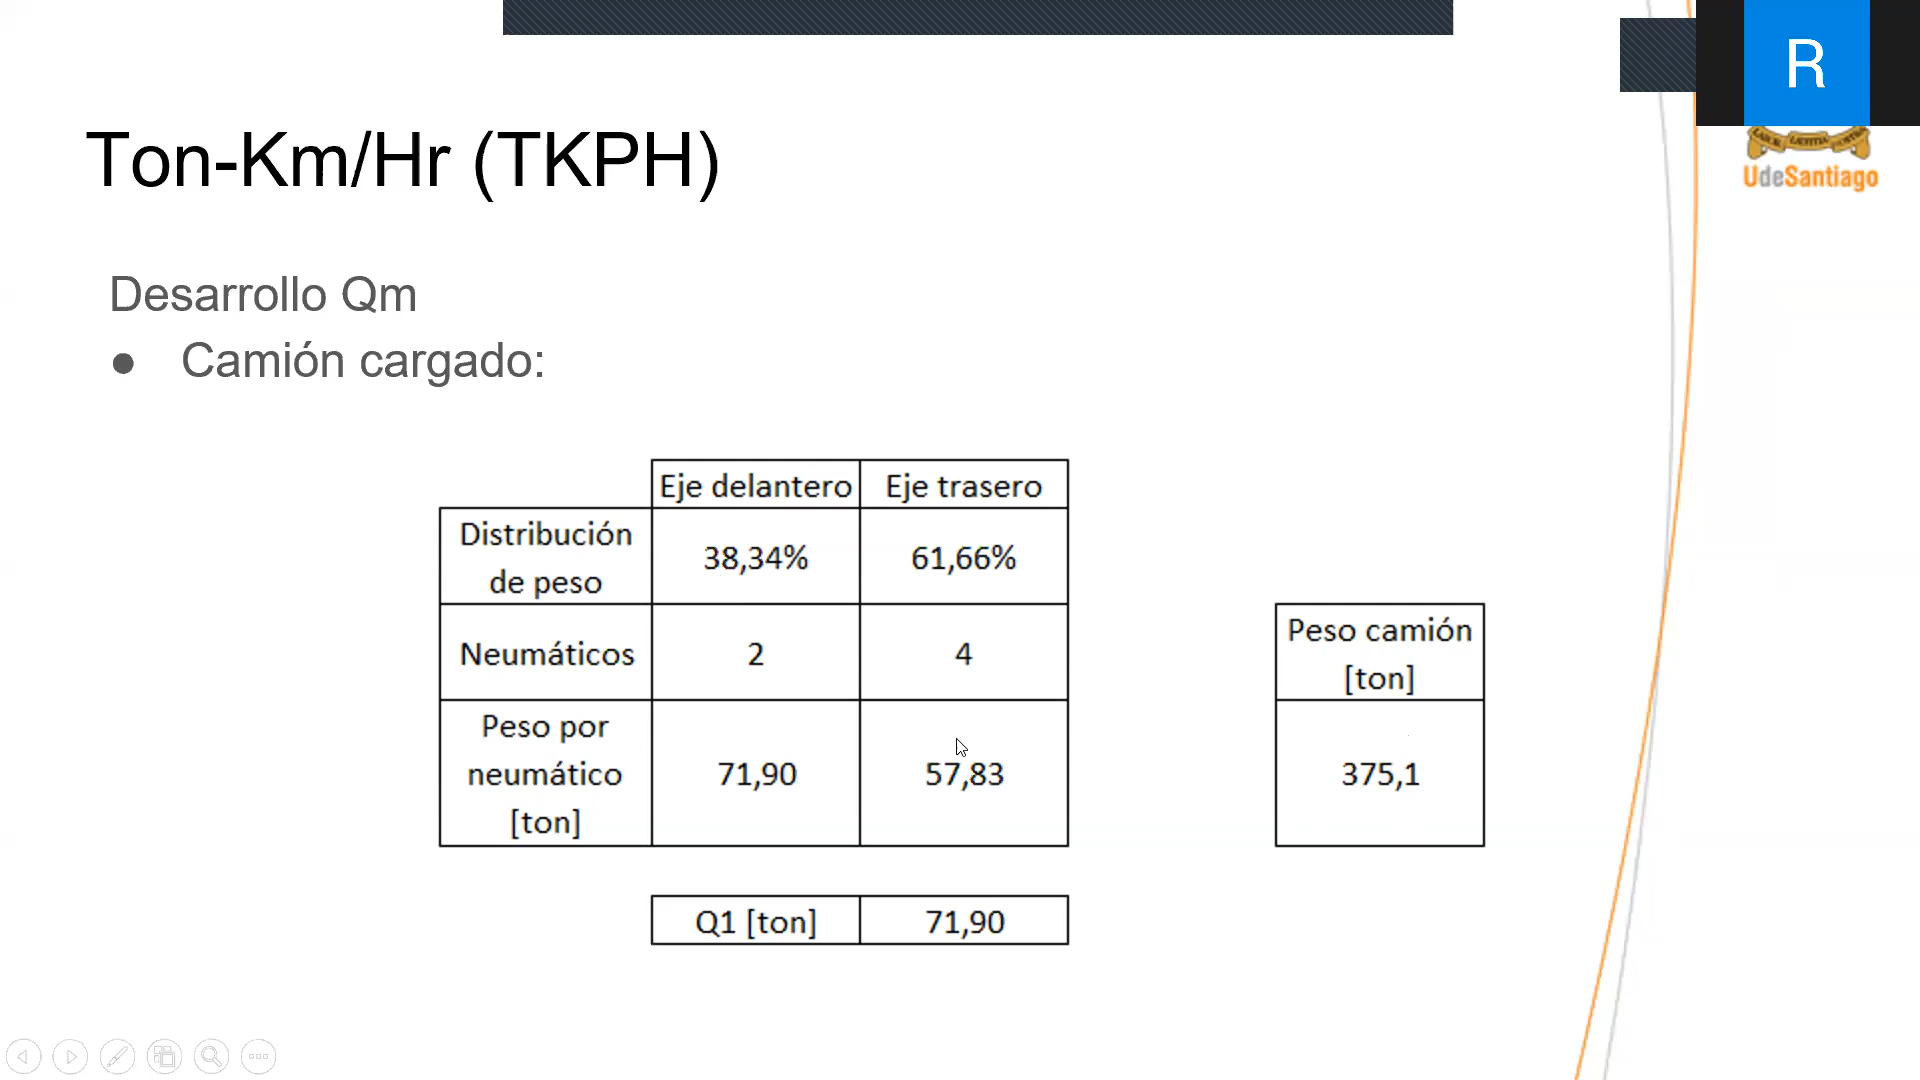 R
Ton-Km/Hr (TKPH)
UdeSantiago
Desarrollo Qm
● Camión cargado:
Eje delantero Eje trasero
Distribución
de peso
38,34% 61,66%
Neumáticos 2 4
Peso por
neumático
[ton]
71,90 57,83
Peso camión
[ton]
375,1
Q1 [ton] 71,90